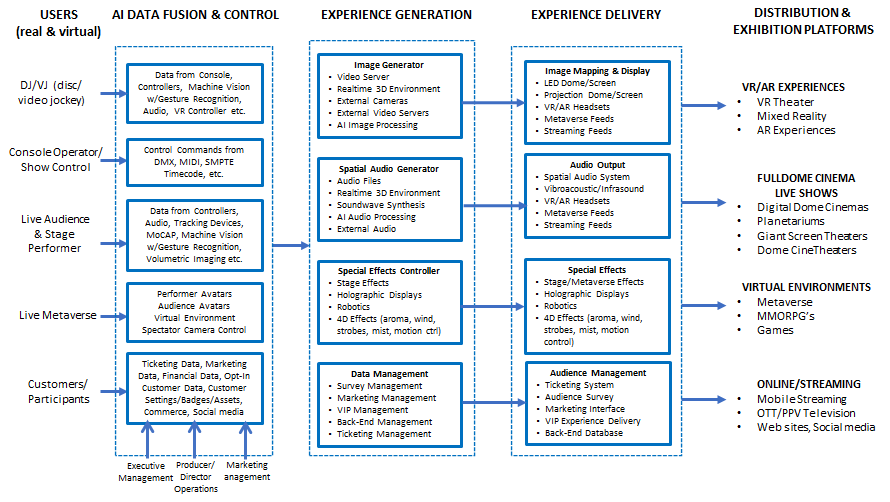 USERS
(real & virtual)
AI DATA FUSION & CONTROL
EXPERIENCE GENERATION
EXPERIENCE DELIVERY
DISTRIBUTION &
EXHIBITION PLATFORMS
DJ/VJ (disc/
video jockey)
Console Operator/
Show Control
Live Audience
& Stage
Performer
Live Metaverse
Customers/
Participants
Data from Console,
Controllers, Machine Vision
w/Gesture Recognition,
Audio, VR Controller etc.
Control Commands from
DMX, MIDI, SMPTE
Timecode, etc.
Data from Controllers,
Audio, Tracking Devices,
MoCAP, Machine Vision
w/Gesture Recognition,
Volumetric Imaging etc.
Performer Avatars
Audience Avatars
Virtual Environment
Spectator Camera Control
Ticketing Data, Marketing
Data, Financial Data, Opt-In
Customer Data, Customer
Settings/Badges/Assets,
Commerce, Social media
Executive
Management
Producer/
Director
Operations
Marketing
anagement
Image Generator
• Video Server
• Realtime 3D Environment
• External Cameras
• External Video Servers
• AI Image Processing
Spatial Audio Generator
• Audio Files
• Realtime 3D Environment
• Soundwave Synthesis
• AI Audio Processing
• External Audio
Special Effects Controller
• Stage Effects
• Holographic Displays
• Robotics
• 4D Effects (aroma, wind,
strobes, mist, motion ctrl)
Data Management
• Survey Management
• Marketing Management
• VIP Management
• Back-End Management
• Ticketing Management
Image Mapping & Display
• LED Dome/Screen
• Projection Dome/Screen
• VR/AR Headsets
• Metaverse Feeds
• Streaming Feeds
Audio Output
• Spatial Audio System
• Vibroacoustic/Infrasound
• VR/AR Headsets
• Metaverse Feeds
• Streaming Feeds
Special Effects
• Stage/Metaverse Effects
• Holographic Displays
• Robotics
• 4D Effects (aroma, wind,
strobes, mist, motion
control)
Audience Management
• Ticketing System
• Audience Survey
• Marketing Interface
• VIP Experience Delivery
• Back-End Database
VR/AR EXPERIENCES
• VR Theater
• Mixed Reality
• AR Experiences
FULLDOME CINEMA
LIVE SHOWS
• Digital Dome Cinemas
• Planetariums
• Giant Screen Theaters
• Dome CineTheaters
VIRTUAL ENVIRONMENTS
• Metaverse
• MMORPG's
• Games
ONLINE/STREAMING
• Mobile Streaming
• OTT/PPV Television
• Web sites, Social media